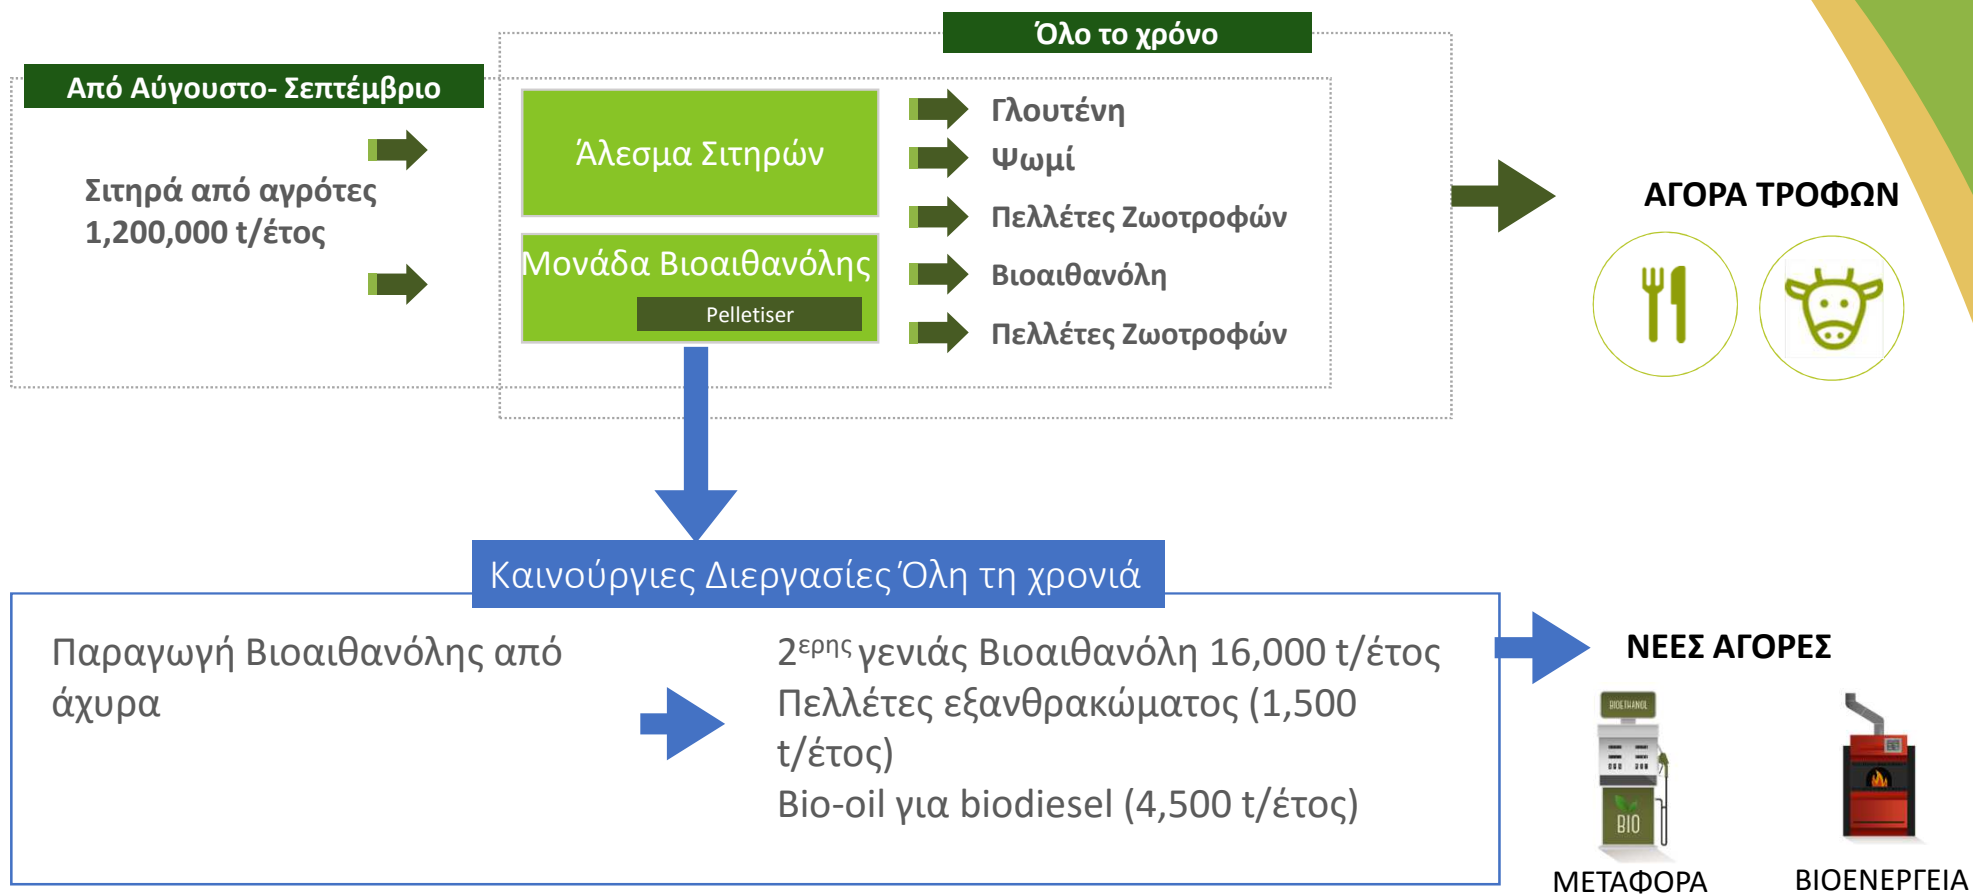 Όλο το χρόνο
Από Αύγουστο- Σεπτέμβριο
Σιτηρά από αγρότες
1,200,000 t/έτος
Άλεσμα Σιτηρών
Μονάδα Βιοαιθανόλης
Pelletiser
Γλουτένη
Ψωμί
Πελλέτες Ζωοτροφών
Βιοαιθανόλη
Πελλέτες Ζωοτροφών
ΑΓΟΡΑ ΤΡΟΦΩΝ
Καινούργιες Διεργασίες Όλη τη χρονιά
Παραγωγή Βιοαιθανόλης από
άχυρα
2ερης γενιάς Βιοαιθανόλη 16,000 t/έτος
Πελλέτες εξανθρακώματος (1,500
t/έτος)
Bio-oil για biodiesel (4,500 t/έτος)
ΝΕΕΣ ΑΓΟΡΕΣ
BIOETHANOL
BIO
ΜΕΤΑΦΟΡΑ
ΒΙΟΕΝΕΡΓΕΙΑ